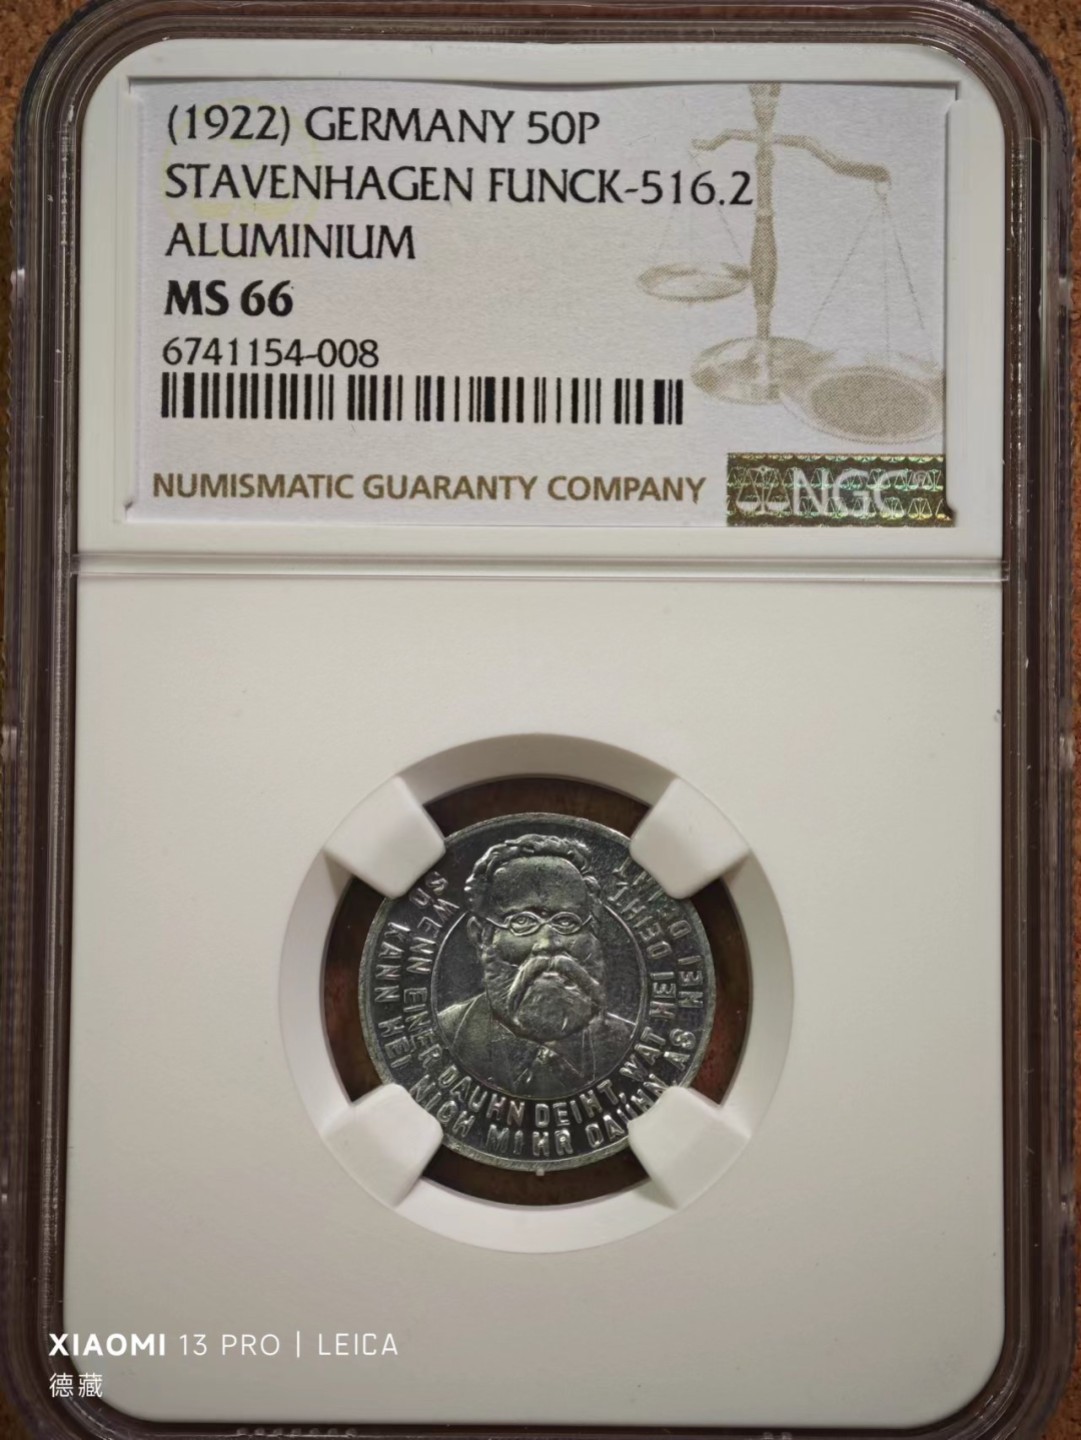 (1922) GERMANY 50P
STAVENHAGEN FUNCK-516.2
ALUMINIUM
MS 66
6741154-008
NUMISMATIC GUARANTY COMPANY
NGC
WENN EINER DAUHN DEIHT, WAT HEI DEIHT
SO KANN HEI NICH MIHR DAUHN AS HEI DEIHT
XIAOMI 13 PRO | LEICA
德藏